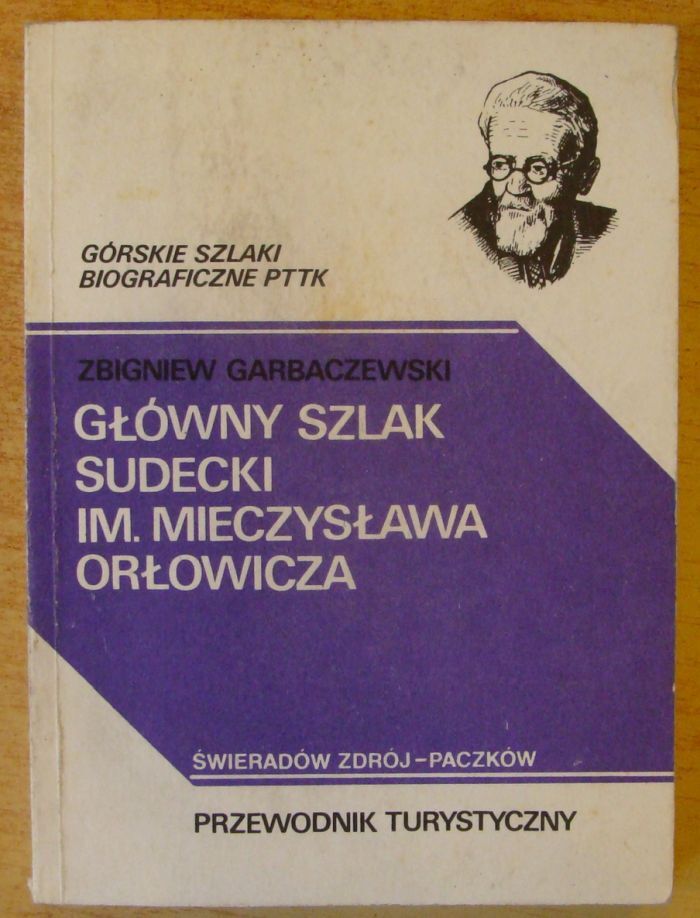 GÓRSKIE SZLAKI
BIOGRAFICZNE PTTK
ZBIGNIEW GARBACZEWSKI
GŁÓWNY SZLAK
SUDECKI
IM. MIECZYSŁAWA
ORŁOWICZA
ŚWIERADÓW ZDRÓJ–PACZKÓW
PRZEWODNIK TURYSTYCZNY